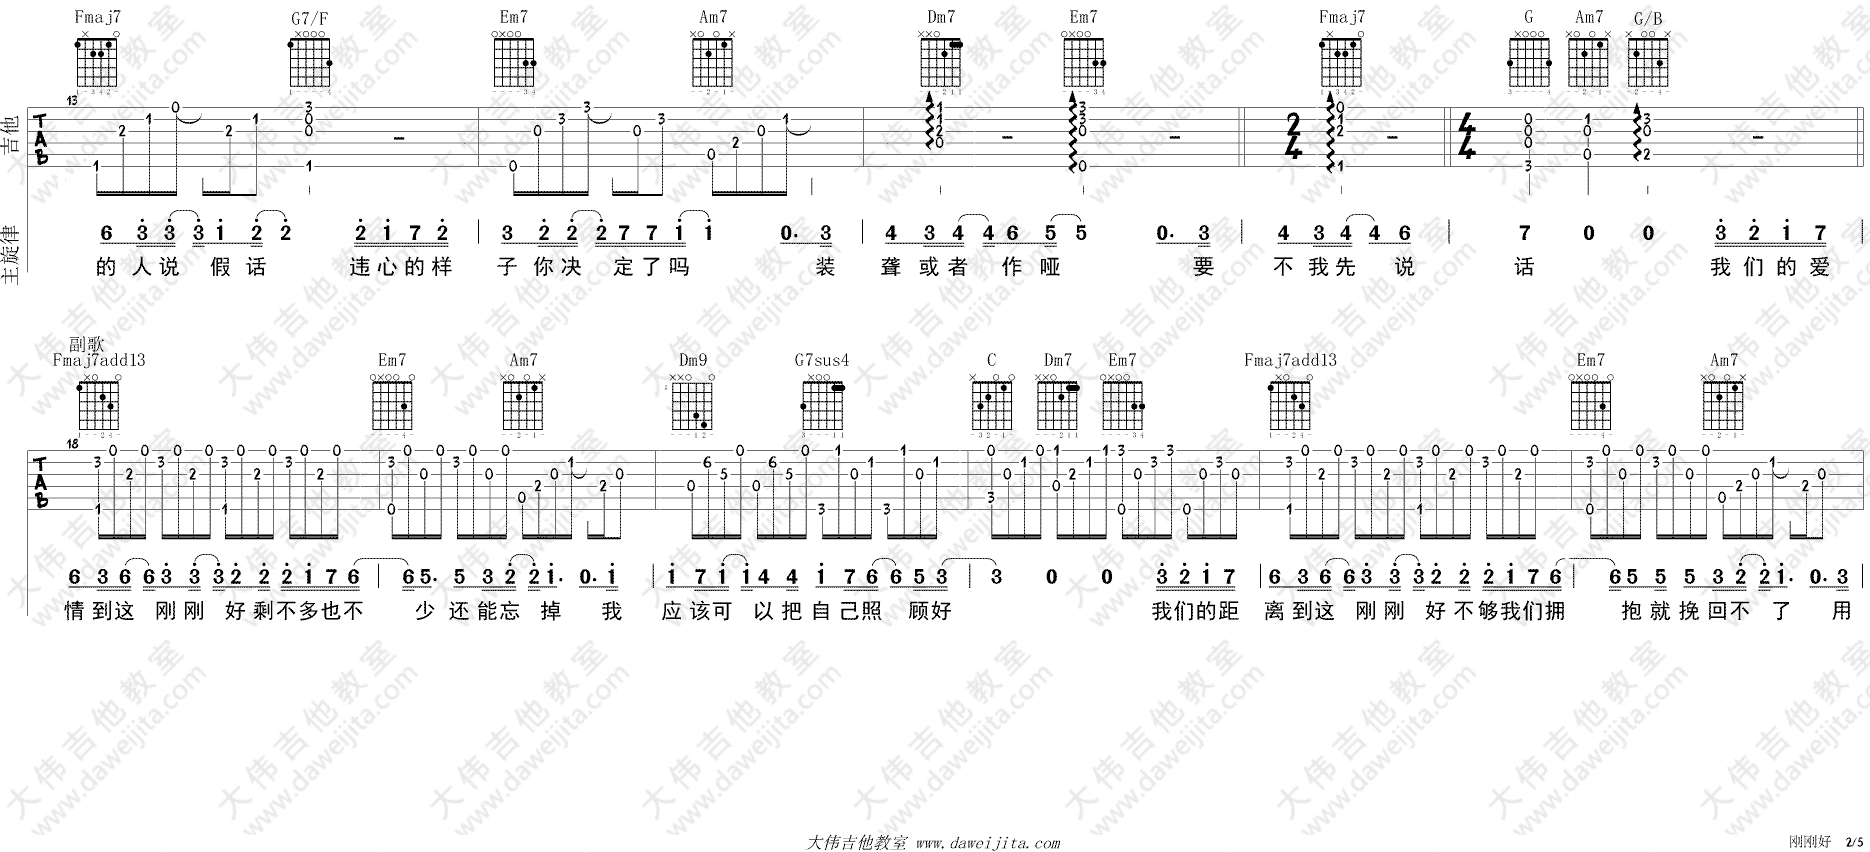 Fmaj7 G7/F Em7 Am7 Dm7 Em7 Fmaj7 G Am7 G/B
13
吉他
TAB
2/4
4/4
主旋律
6 3 3 3 1 2 2 2 1 7 2 3 2 2 2 7 7 1 1 0. 3 4 3 4 4 6 5 5 0. 3 4 3 4 4 6 7 0 0 3 2 1 7
的 人 说 假 话 违 心 的 样 子 你 决 定 了 吗 装 聋 或 者 作 哑 要 不 我 先 说 话 我 们 的 爱
副歌
Fmaj7add13 Em7 Am7 Dm9 G7sus4 C Dm7 Em7 Fmaj7add13 Em7 Am7
18
TAB
6 3 6 6 3 3 3 2 2 2 1 7 6 6 5. 5 3 2 2 1. 0. 1 1 7 1 1 4 4 1 7 6 6 5 3 3 0 0 3 2 1 7 6 3 6 6 3 3 3 2 2 2 1 7 6 6 5 5 5 3 2 2 1. 0. 3
情 到 这 刚 刚 好 剩 不 多 也 不 少 还 能 忘 掉 我 应 该 可 以 把 自 己 照 顾 好 我 们 的 距 离 到 这 刚 刚 好 不 够 我 们 拥 抱 就 挽 回 不 了 用
大伟吉他教室 www.daweijita.com
刚刚好 2/5